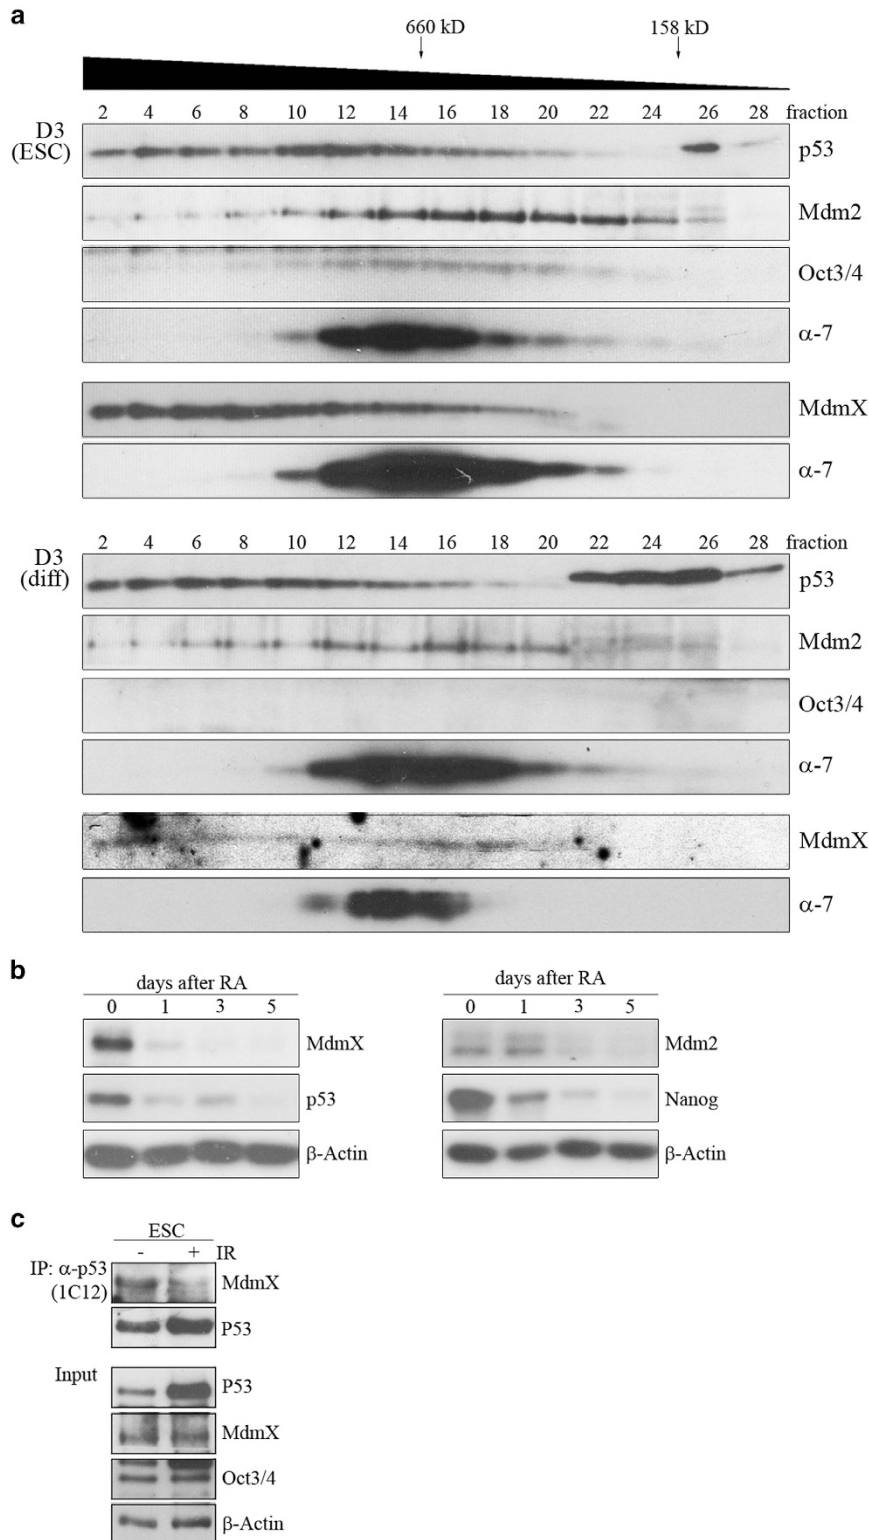 a
660 kD 158 kD
2 4 6 8 10 12 14 16 18 20 22 24 26 28 fraction
D3
(ESC)
p53
Mdm2
Oct3/4
α-7
MdmX
α-7
2 4 6 8 10 12 14 16 18 20 22 24 26 28 fraction
D3
(diff)
p53
Mdm2
Oct3/4
α-7
MdmX
α-7
b
days after RA
0 1 3 5
MdmX
p53
β-Actin
days after RA
0 1 3 5
Mdm2
Nanog
β-Actin
c
ESC
- + IR
IP: α-p53
(1C12)
MdmX
P53
Input
P53
MdmX
Oct3/4
β-Actin